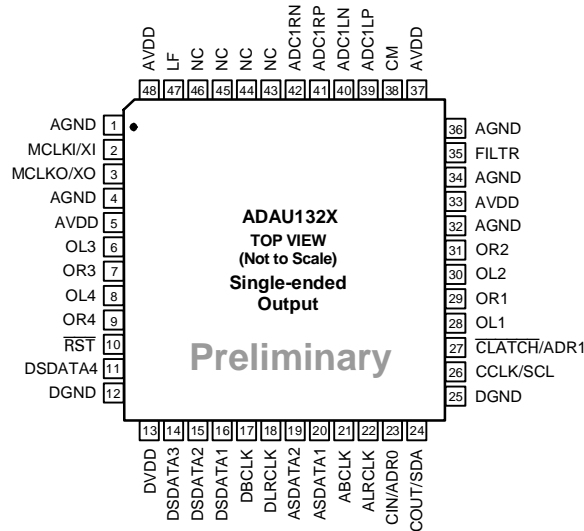 AVDD LF NC NC NC NC ADC1RN ADC1RP ADC1LN ADC1LP CM AVDD
48 47 46 45 44 43 42 41 40 39 38 37
AGND 1
MCLKI/XI 2
MCLKO/XO 3
AGND 4
AVDD 5
OL3 6
OR3 7
OL4 8
OR4 9
RST 10
DSDATA4 11
DGND 12
ADAU132X
TOP VIEW
(Not to Scale)
Single-ended
Output
Preliminary
36 AGND
35 FILTR
34 AGND
33 AVDD
32 AGND
31 OR2
30 OL2
29 OR1
28 OL1
27 CLATCH/ADR1
26 CCLK/SCL
25 DGND
13 14 15 16 17 18 19 20 21 22 23 24
DVDD DSDATA3 DSDATA2 DSDATA1 DBCLK DLRCLK ASDATA2 ASDATA1 ABCLK ALRCLK CIN/ADR0 COUT/SDA